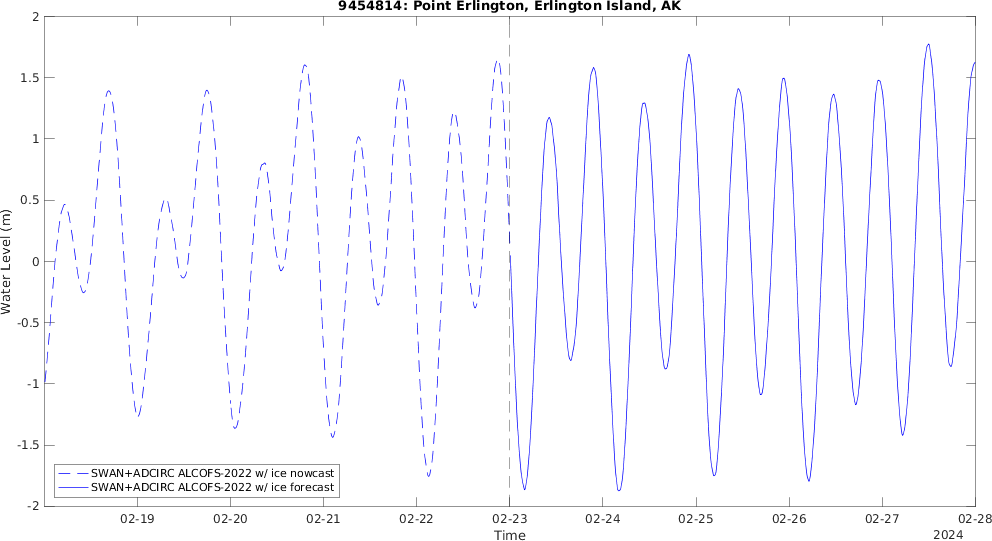 9454814: Point Erlington, Erlington Island, AK
2
1.5
1
0.5
0
-0.5
-1
-1.5
-2
Water Level (m)
SWAN+ADCIRC ALCOFS-2022 w/ ice nowcast
SWAN+ADCIRC ALCOFS-2022 w/ ice forecast
02-19 02-20 02-21 02-22 02-23 02-24 02-25 02-26 02-27 02-28
Time
2024